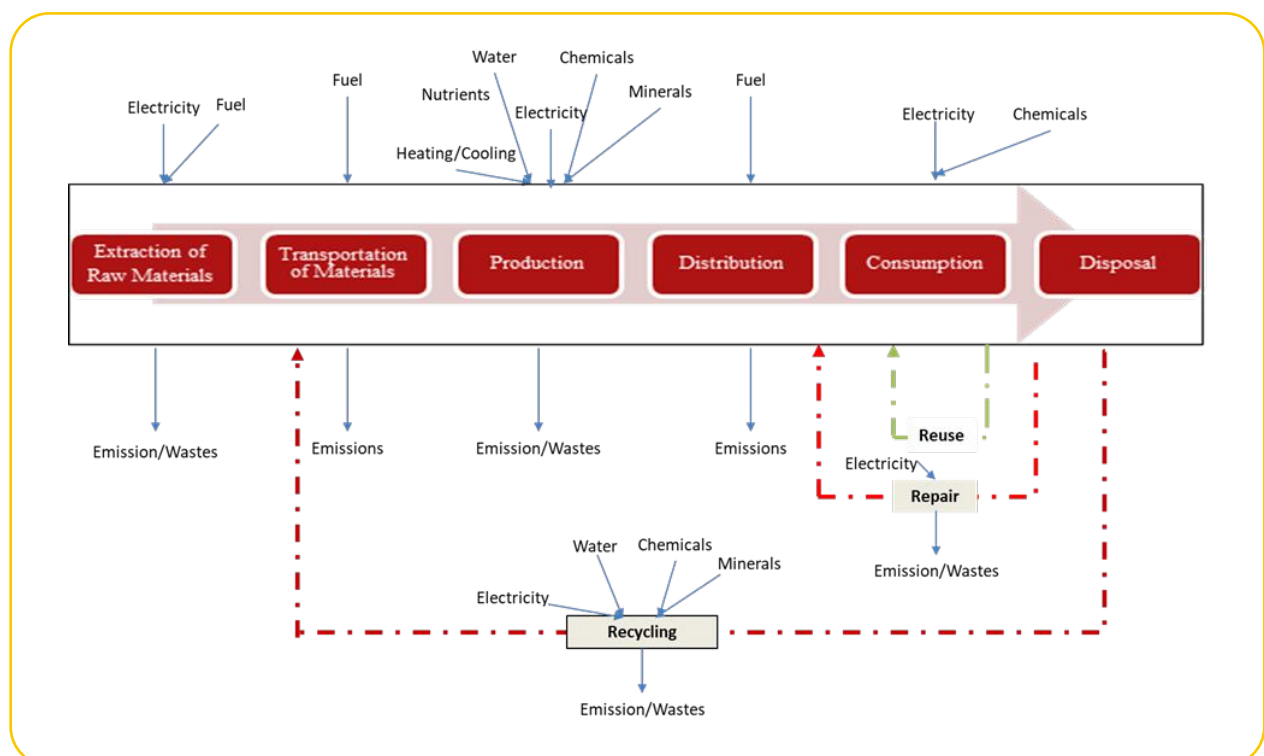 Water
Chemicals
Fuel
Fuel
Nutrients
Minerals
Electricity
Fuel
Electricity
Electricity
Chemicals
Heating/Cooling
Extraction of
Raw Materials
Transportation
of Materials
Production
Distribution
Consumption
Disposal
Emission/Wastes
Emissions
Emission/Wastes
Emissions
Reuse
Electricity
Repair
Emission/Wastes
Water
Chemicals
Minerals
Electricity
Recycling
Emission/Wastes